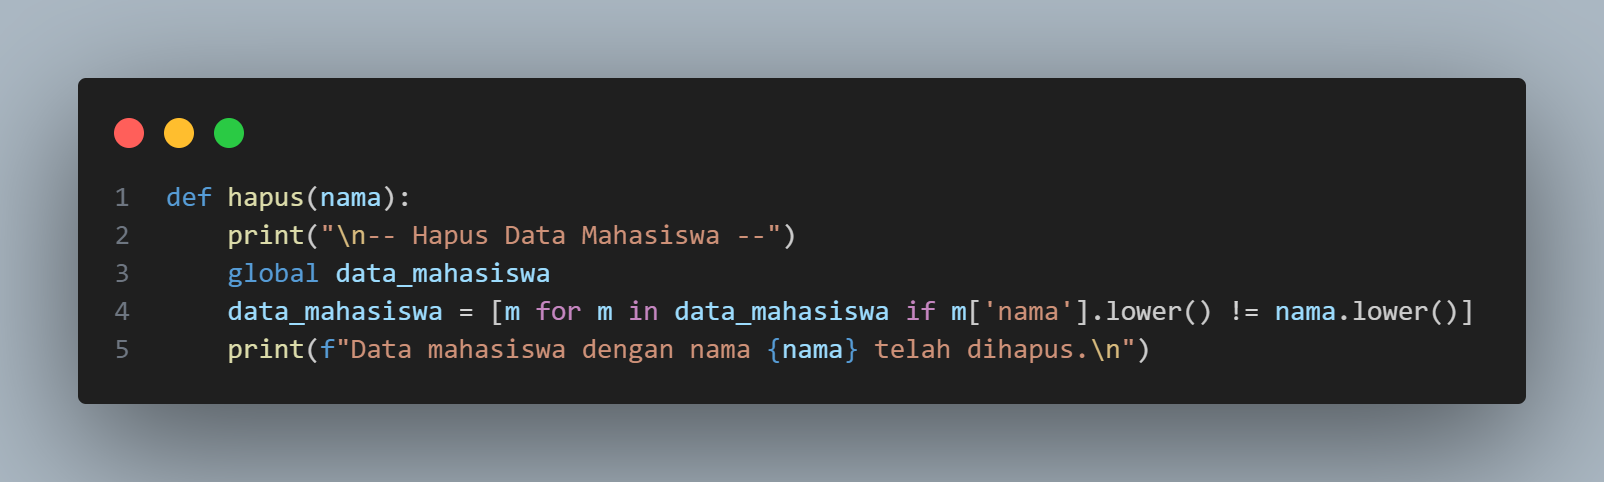 1 def hapus(nama):
2     print("\n-- Hapus Data Mahasiswa --")
3     global data_mahasiswa
4     data_mahasiswa = [m for m in data_mahasiswa if m['nama'].lower() != nama.lower()]
5     print(f"Data mahasiswa dengan nama {nama} telah dihapus.\n")